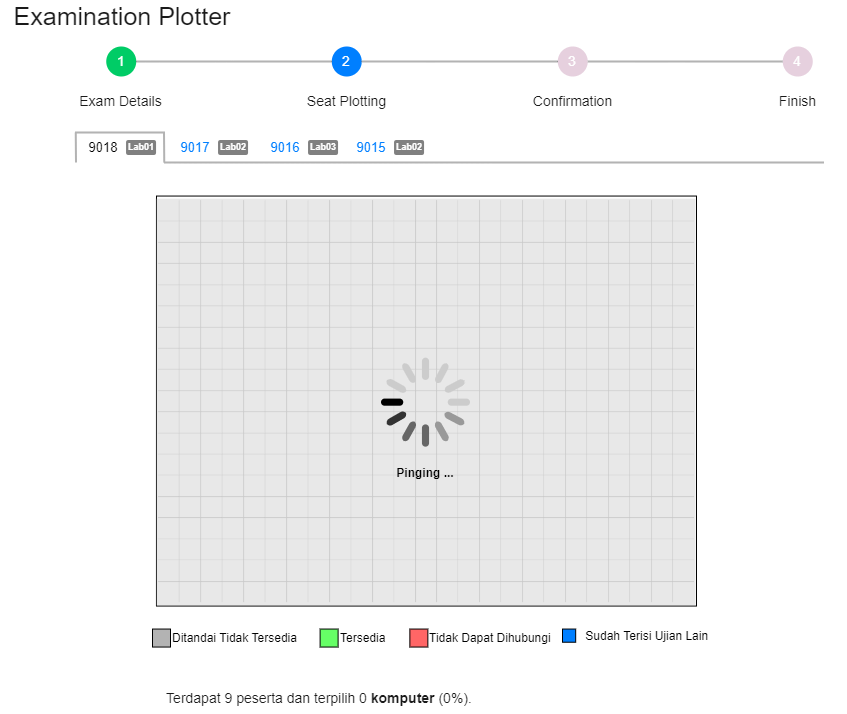 Examination Plotter
1 2 3 4
Exam Details Seat Plotting Confirmation Finish
9018 Lab01 9017 Lab02 9016 Lab03 9015 Lab02
Pinging ...
Ditandai Tidak Tersedia Tersedia Tidak Dapat Dihubungi Sudah Terisi Ujian Lain
Terdapat 9 peserta dan terpilih 0 komputer (0%).